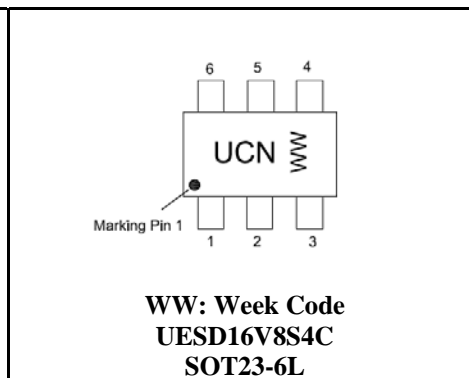 6 5 4
UCN WW
Marking Pin 1
1 2 3
WW: Week Code
UESD16V8S4C
SOT23-6L